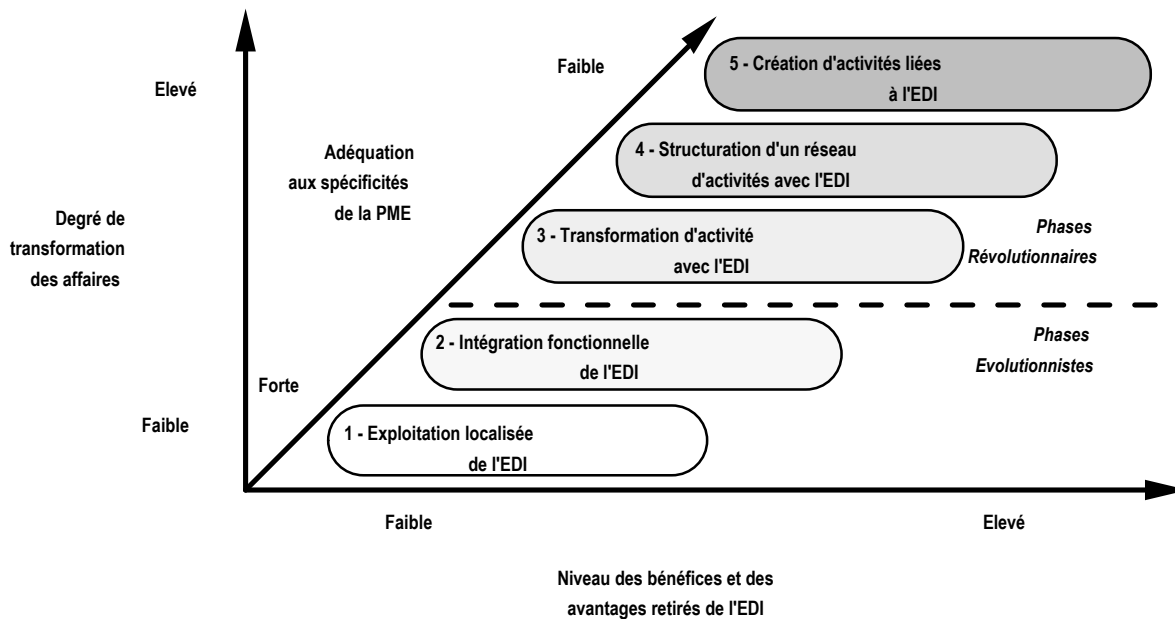 5 - Création d'activités liées
à l'EDI
Faible
Elevé
4 - Structuration d'un réseau
d'activités avec l'EDI
Adéquation
aux spécificités
de la PME
Degré de
transformation
des affaires
3 - Transformation d'activité
avec l'EDI
Phases
Révolutionnaires
2 - Intégration fonctionnelle
de l'EDI
Phases
Evolutionnistes
Forte
Faible
1 - Exploitation localisée
de l'EDI
Faible
Elevé
Niveau des bénéfices et des
avantages retirés de l'EDI